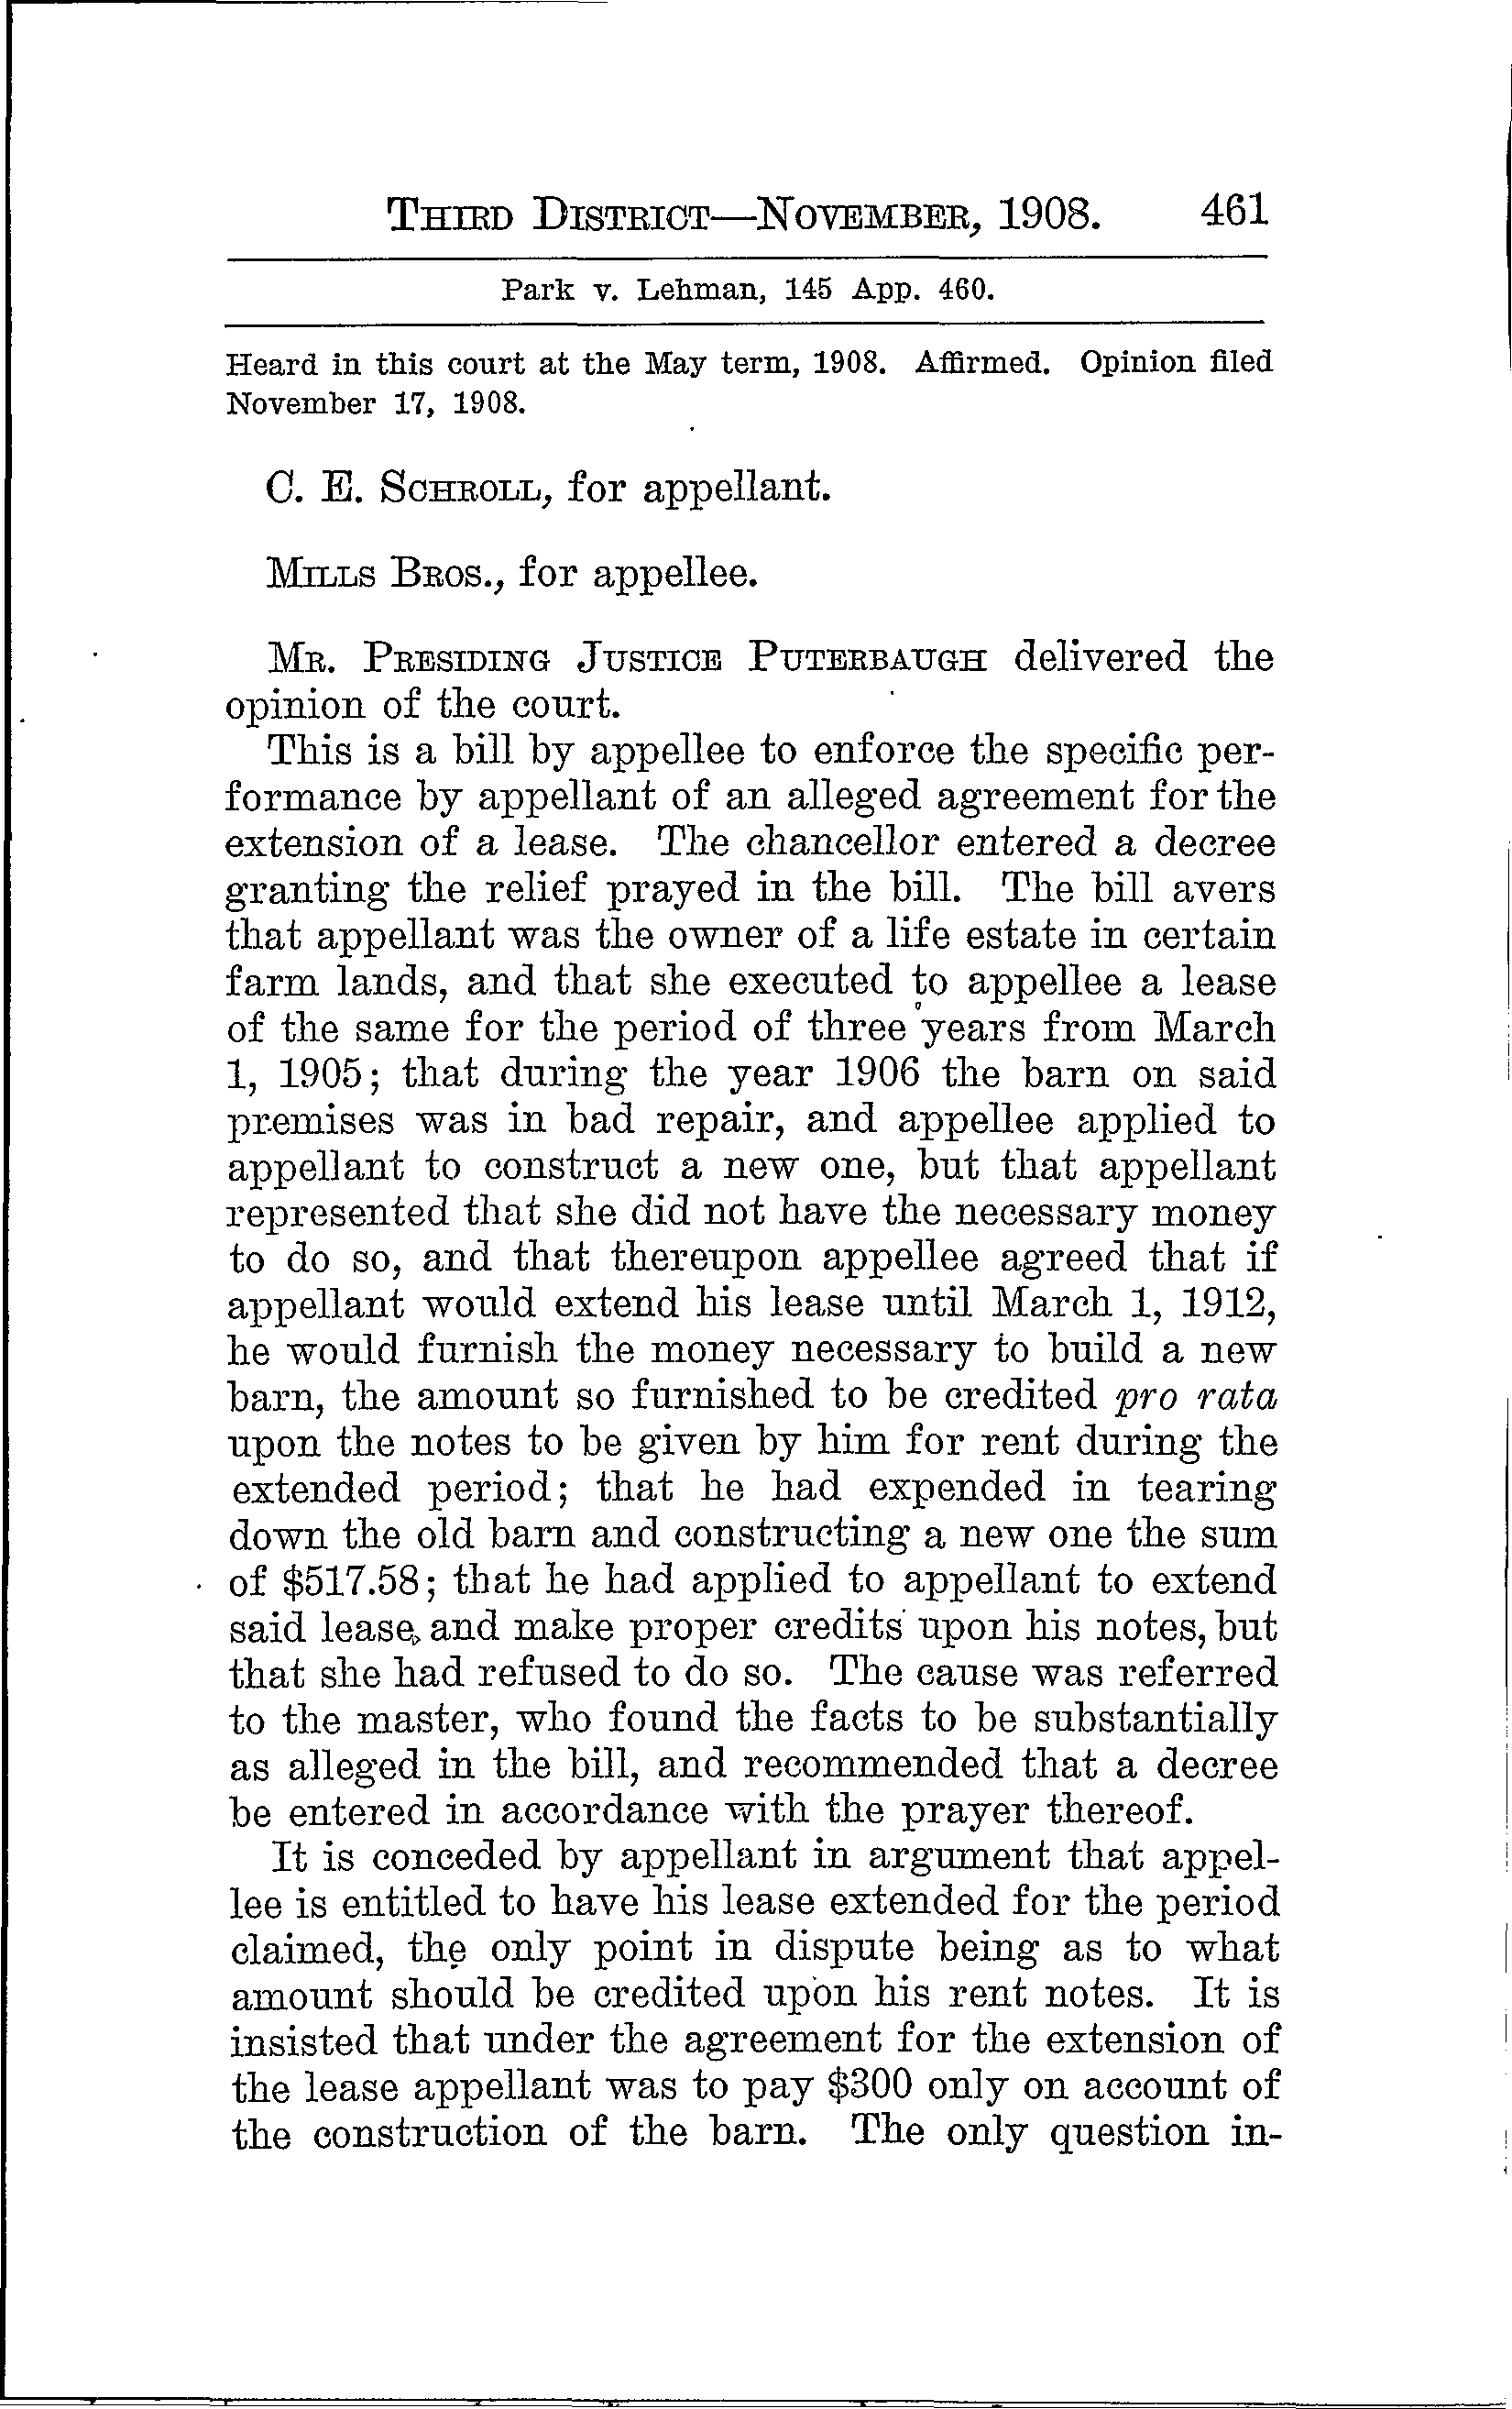 THIRD DISTRICT—NOVEMBER, 1908. 461
Park v. Lehman, 145 App. 460.
Heard in this court at the May term, 1908. Affirmed. Opinion filed
November 17, 1908.
C. E. SCHROLL, for appellant.
MILLS BROS., for appellee.
MR. PRESIDING JUSTICE PUTERBAUGH delivered the
opinion of the court.
This is a bill by appellee to enforce the specific per-
formance by appellant of an alleged agreement for the
extension of a lease. The chancellor entered a decree
granting the relief prayed in the bill. The bill avers
that appellant was the owner of a life estate in certain
farm lands, and that she executed to appellee a lease
of the same for the period of three years from March
1, 1905; that during the year 1906 the barn on said
premises was in bad repair, and appellee applied to
appellant to construct a new one, but that appellant
represented that she did not have the necessary money
to do so, and that thereupon appellee agreed that if
appellant would extend his lease until March 1, 1912,
he would furnish the money necessary to build a new
barn, the amount so furnished to be credited pro rata
upon the notes to be given by him for rent during the
extended period; that he had expended in tearing
down the old barn and constructing a new one the sum
of $517.58; that he had applied to appellant to extend
said lease, and make proper credits upon his notes, but
that she had refused to do so. The cause was referred
to the master, who found the facts to be substantially
as alleged in the bill, and recommended that a decree
be entered in accordance with the prayer thereof.
It is conceded by appellant in argument that appel-
lee is entitled to have his lease extended for the period
claimed, the only point in dispute being as to what
amount should be credited upon his rent notes. It is
insisted that under the agreement for the extension of
the lease appellant was to pay $300 only on account of
the construction of the barn. The only question in-